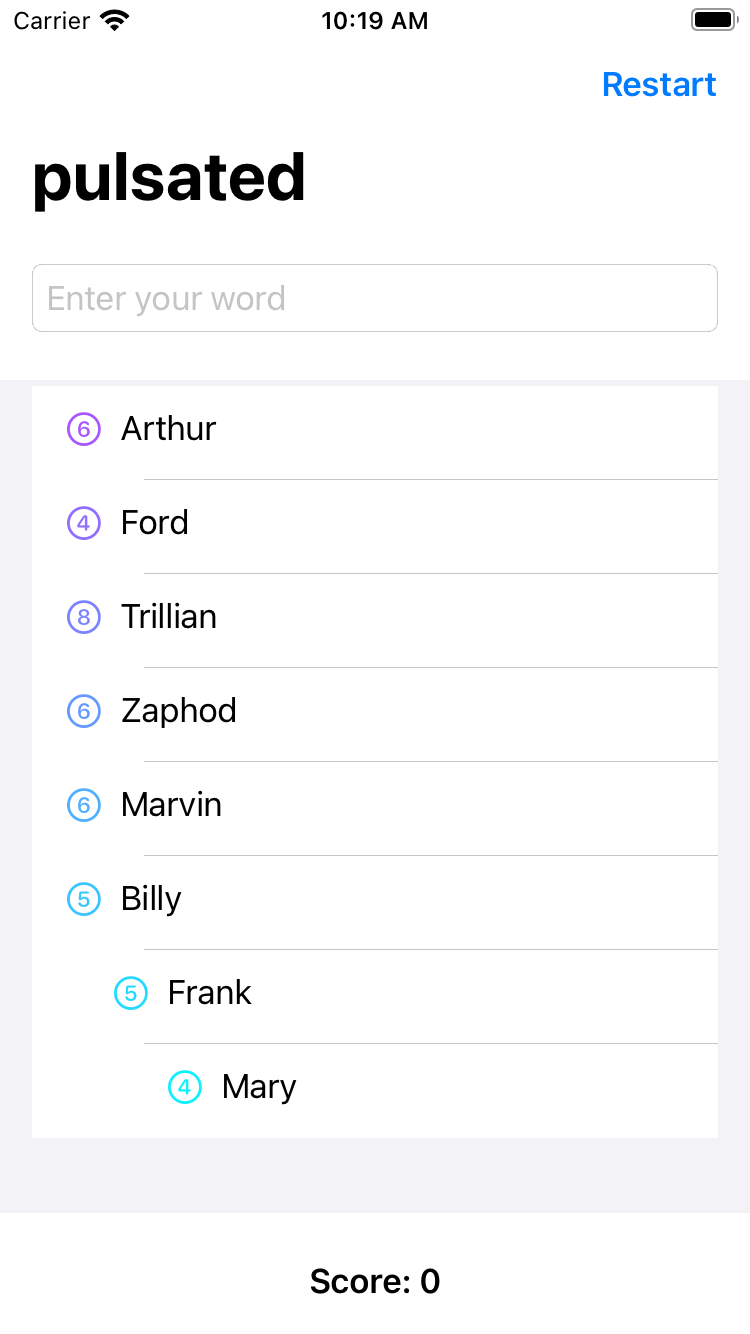 Carrier 10:19 AM
Restart
pulsated
Enter your word
6 Arthur
4 Ford
8 Trillian
6 Zaphod
6 Marvin
5 Billy
5 Frank
4 Mary
Score: 0